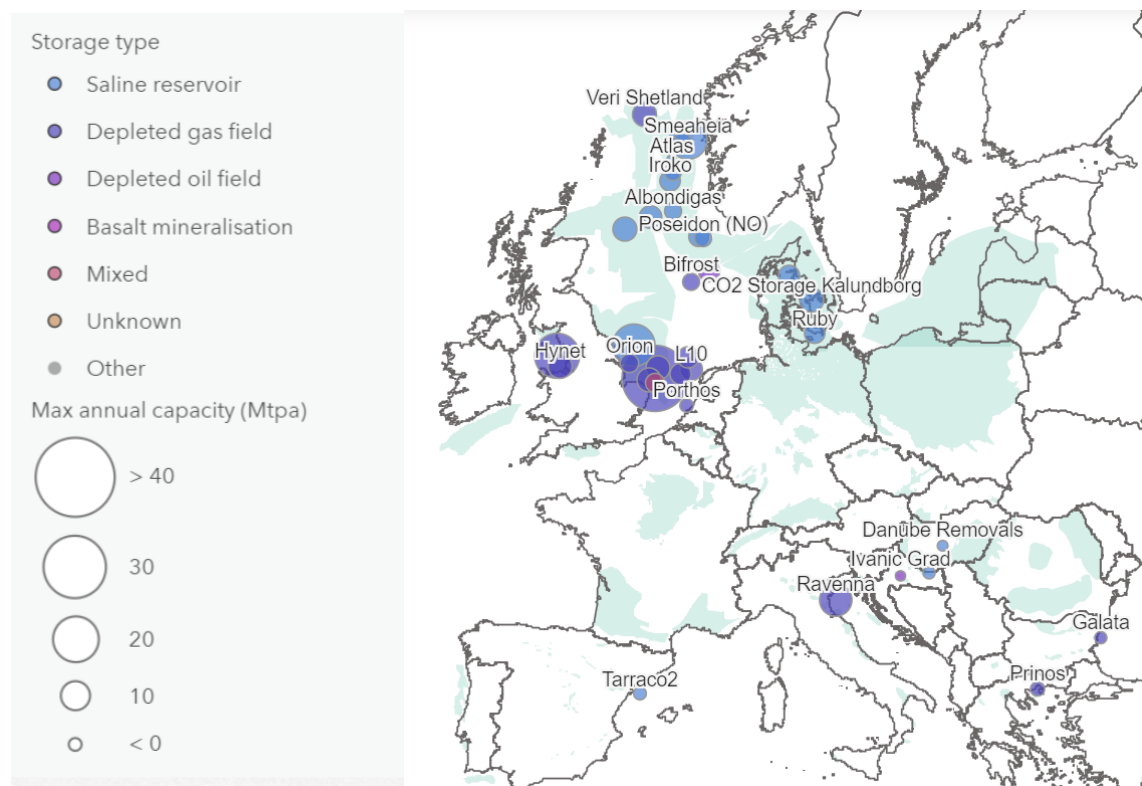 Storage type
Saline reservoir
Depleted gas field
Depleted oil field
Basalt mineralisation
Mixed
Unknown
Other
Max annual capacity (Mtpa)
> 40
30
20
10
< 0
Veri Shetland
Smeaheia
Atlas
Iroko
Albondigas
Poseidon (NO)
Bifrost
CO2 Storage Kalundborg
Ruby
Hynet
Orion
L10
Porthos
Danube Removals
Ivanic Grad
Ravenna
Galata
Prinos
Tarraco2